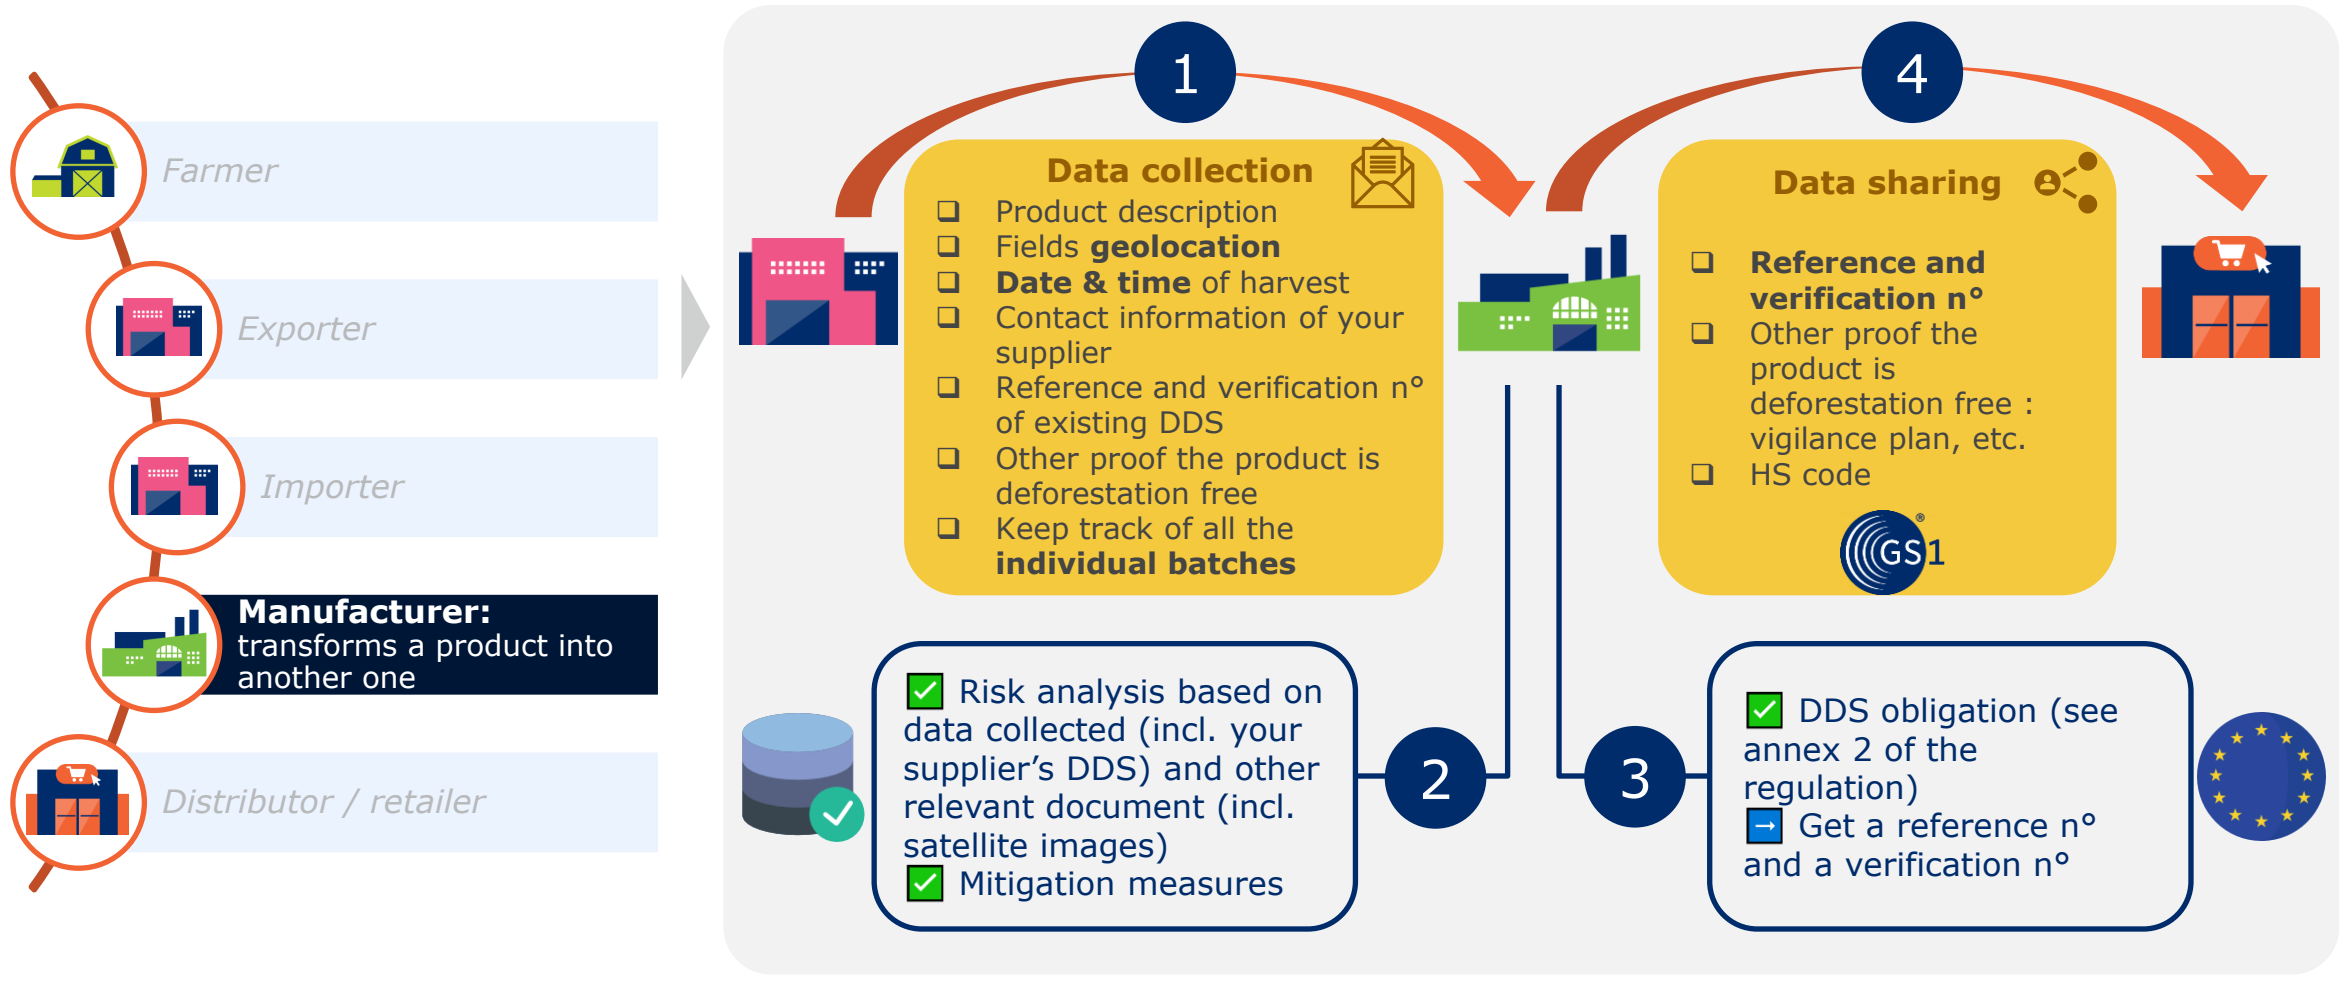 Farmer
Exporter
Importer
Manufacturer:
transforms a product into
another one
Distributor / retailer
1
Data collection
❑ Product description
❑ Fields geolocation
❑ Date & time of harvest
❑ Contact information of your
supplier
❑ Reference and verification n°
of existing DDS
❑ Other proof the product is
deforestation free
❑ Keep track of all the
individual batches
4
Data sharing
❑ Reference and
verification n°
❑ Other proof the
product is
deforestation free :
vigilance plan, etc.
❑ HS code
GS1®
✅ Risk analysis based on
data collected (incl. your
supplier’s DDS) and other
relevant document (incl.
satellite images)
✅ Mitigation measures
2
3
✅ DDS obligation (see
annex 2 of the
regulation)
➡ Get a reference n°
and a verification n°